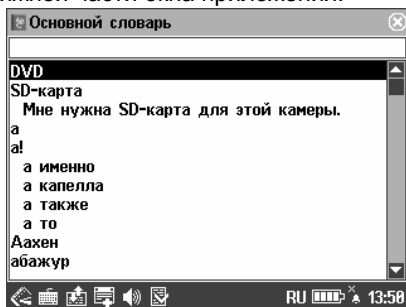 Основной словарь
DVD
SD-карта
Мне нужна SD-карта для этой камеры.
а
а!
а именно
а капелла
а также
а то
Аахен
абажур
RU 13:50